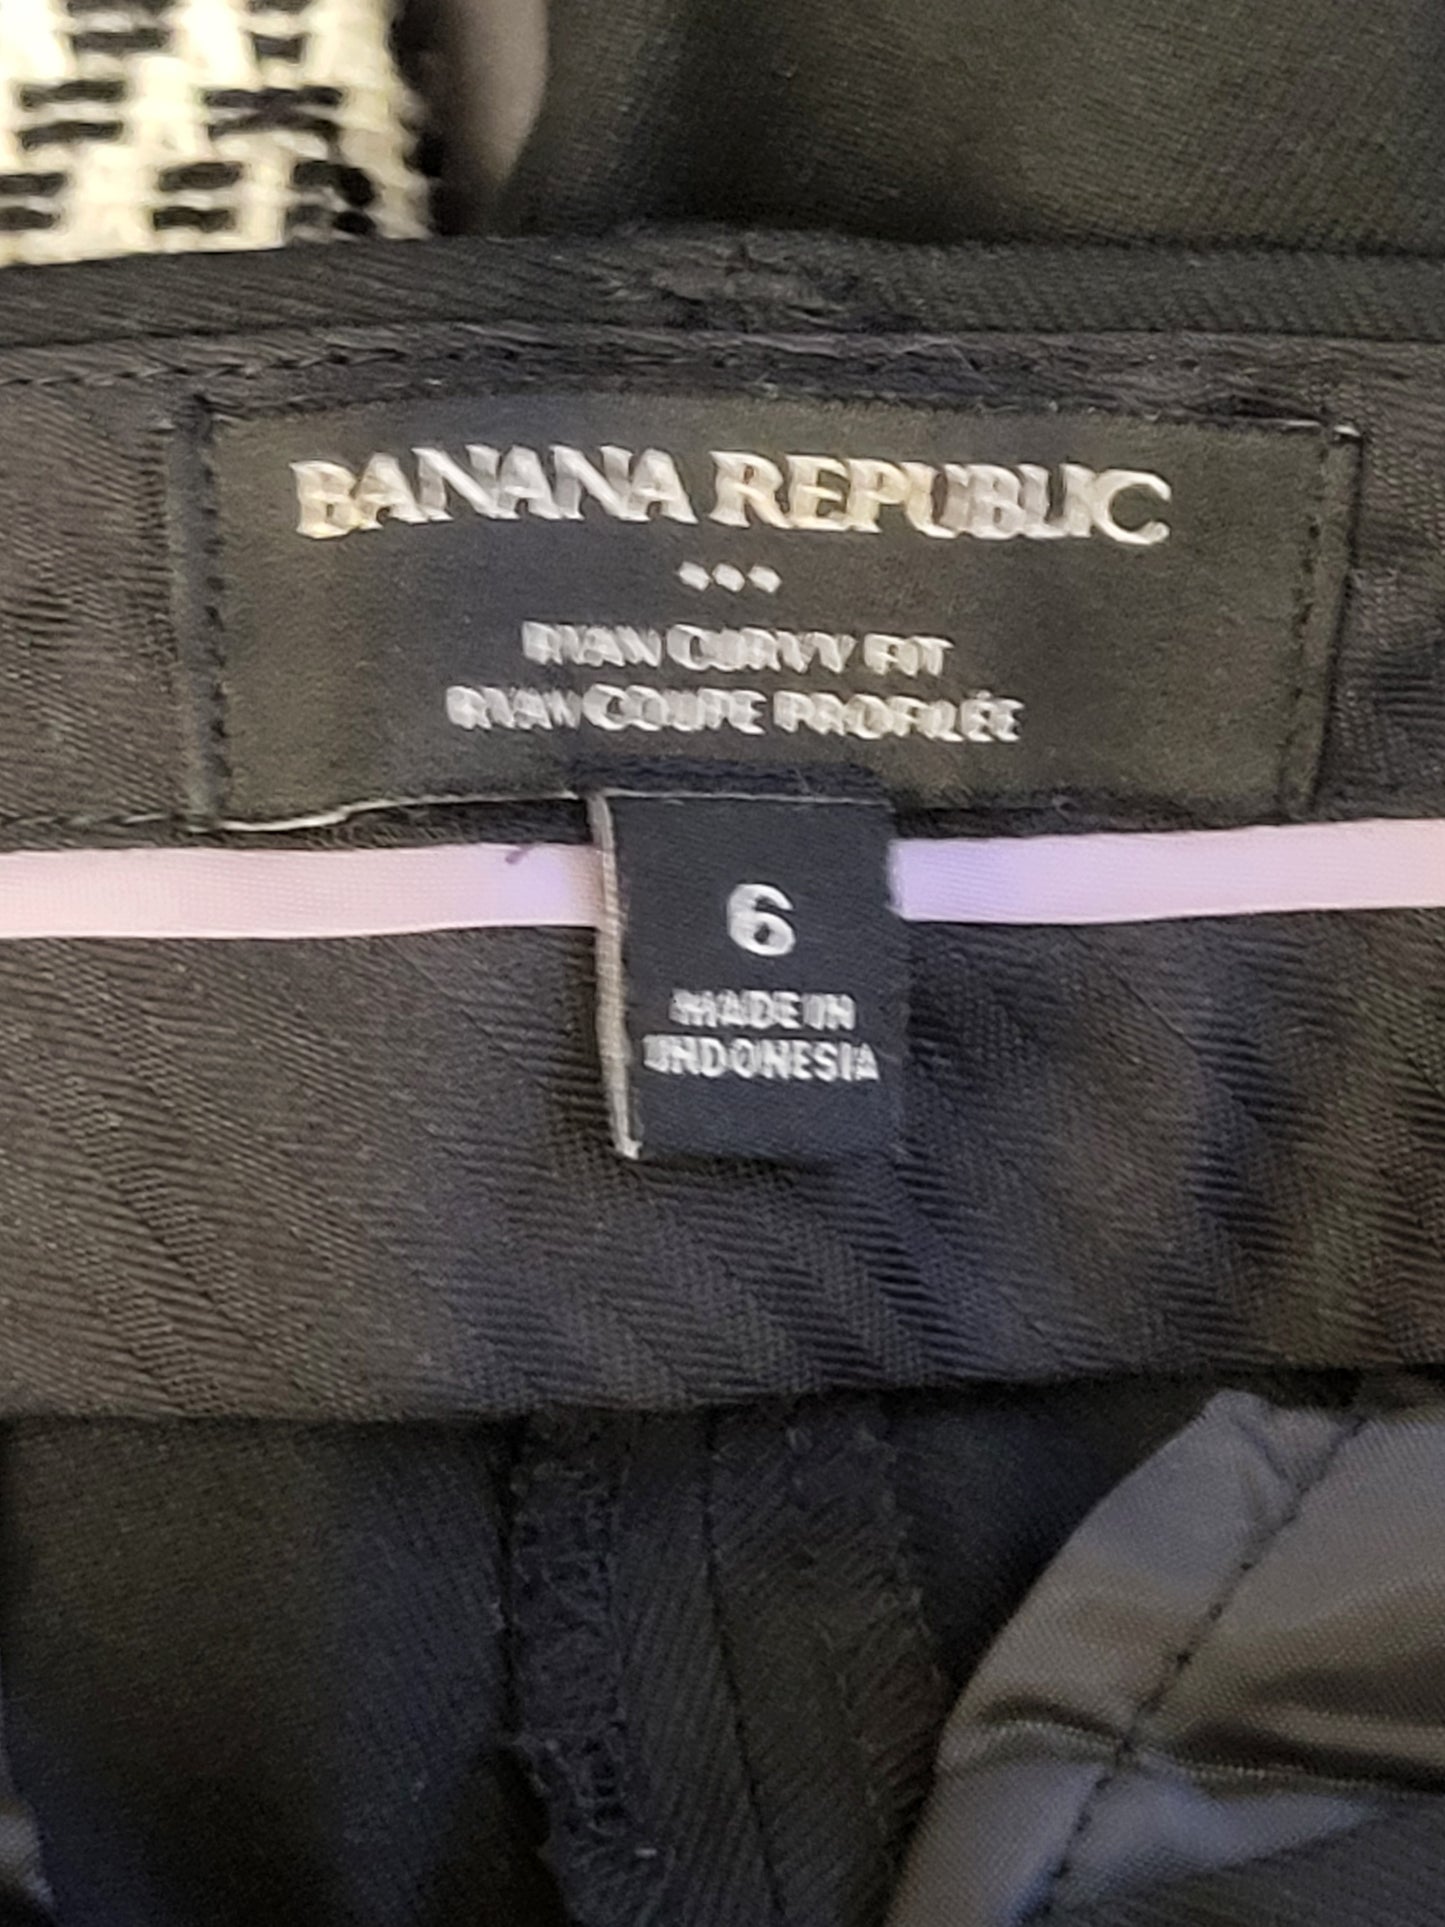 BANANA REPUBLIC
RYAN CURVY FIT
RYAN COUPE PROFILÉE
6
MADE IN
INDONESIA